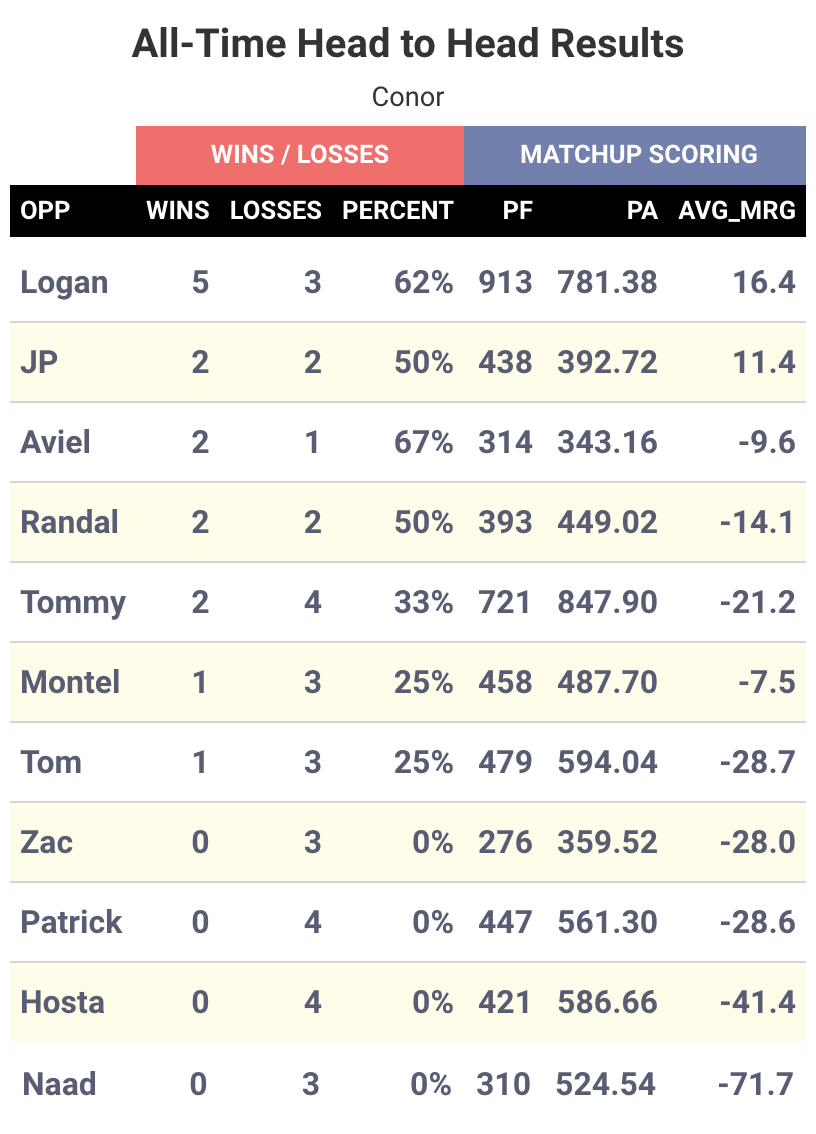 All-Time Head to Head Results
Conor
WINS / LOSSES MATCHUP SCORING
OPP WINS LOSSES PERCENT PF PA AVG_MRG
Logan 5 3 62% 913 781.38 16.4
JP 2 2 50% 438 392.72 11.4
Aviel 2 1 67% 314 343.16 -9.6
Randal 2 2 50% 393 449.02 -14.1
Tommy 2 4 33% 721 847.90 -21.2
Montel 1 3 25% 458 487.70 -7.5
Tom 1 3 25% 479 594.04 -28.7
Zac 0 3 0% 276 359.52 -28.0
Patrick 0 4 0% 447 561.30 -28.6
Hosta 0 4 0% 421 586.66 -41.4
Naad 0 3 0% 310 524.54 -71.7